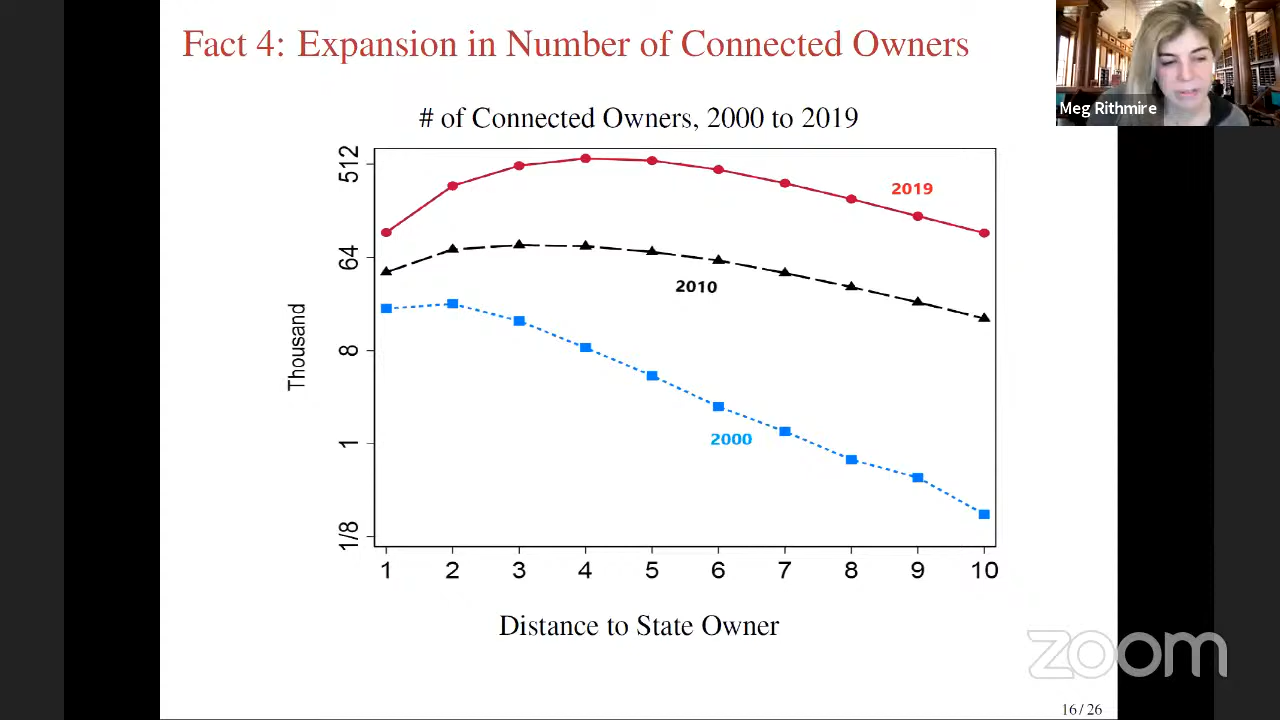 Fact 4: Expansion in Number of Connected Owners
Meg Rithmire
# of Connected Owners, 2000 to 2019
512
64
8
1
1/8
Thousand
2019
2010
2000
1 2 3 4 5 6 7 8 9 10
Distance to State Owner
zoom
16 / 26